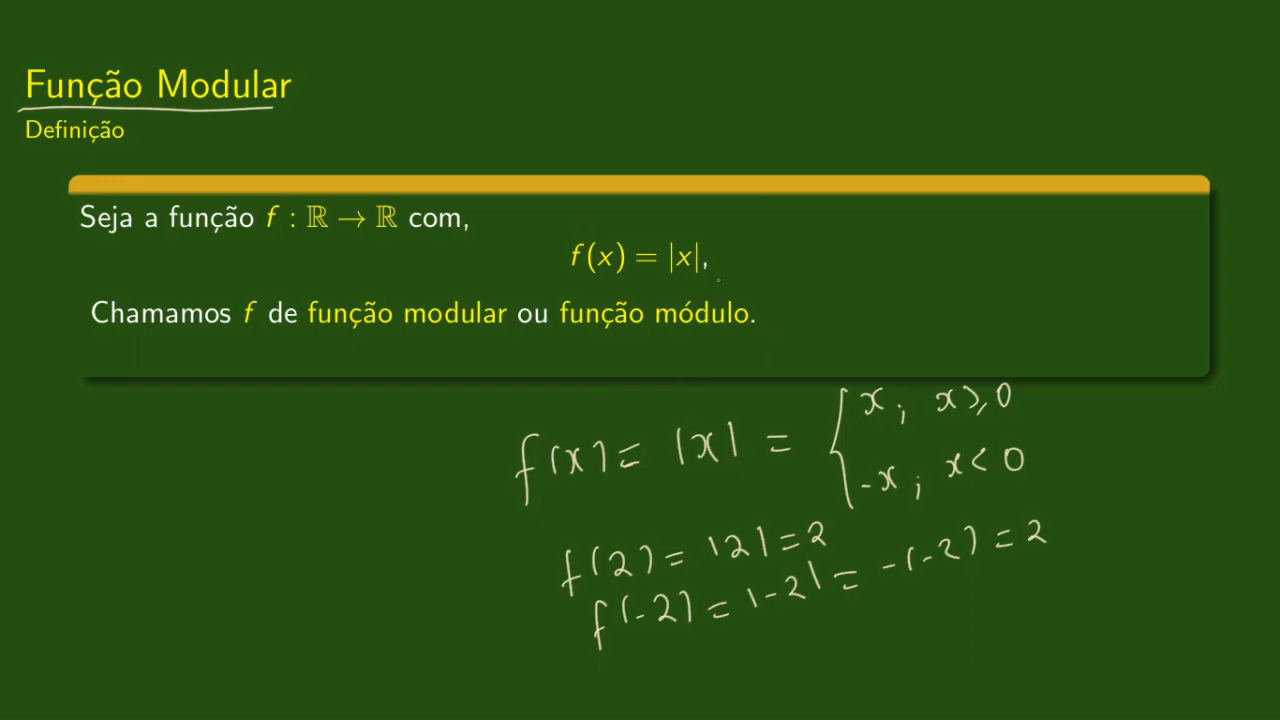 Função Modular
Definição
Seja a função f : ℝ → ℝ com,
f(x) = |x|,
Chamamos f de função modular ou função módulo.
f(x) = |x| = { x ; x ≥ 0
-x ; x < 0
f(2) = |2| = 2
f(-2) = |-2| = -(-2) = 2